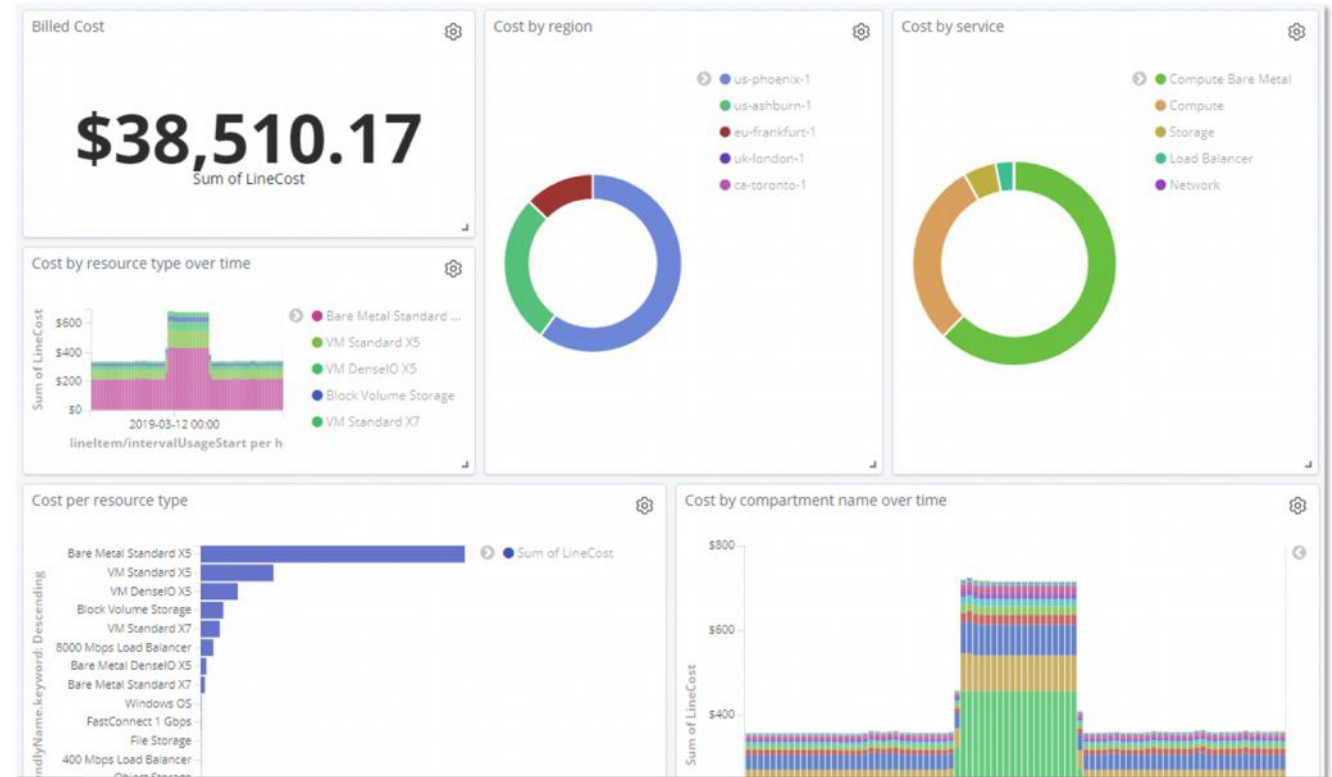 Billed Cost
$38,510.17
Sum of LineCost
Cost by region
us-phoenix-1
us-ashburn-1
eu-frankfurt-1
uk-london-1
ca-toronto-1
Cost by service
Compute Bare Metal
Compute
Storage
Load Balancer
Network
Cost by resource type over time
Sum of LineCost
$600
$400
$200
$0
2019-03-12 00:00
lineItem/intervalUsageStart per h
Bare Metal Standard ...
VM Standard X5
VM DenseIO X5
Block Volume Storage
VM Standard X7
Cost per resource type
ndlyName.keyword: Descending
Bare Metal Standard X5
VM Standard X5
VM DenseIO X5
Block Volume Storage
VM Standard X7
8000 Mbps Load Balancer
Bare Metal DenseIO X5
Bare Metal Standard X7
Windows OS
FastConnect 1 Gbps
File Storage
400 Mbps Load Balancer
Object Storage
Sum of LineCost
Cost by compartment name over time
Sum of LineCost
$800
$600
$400